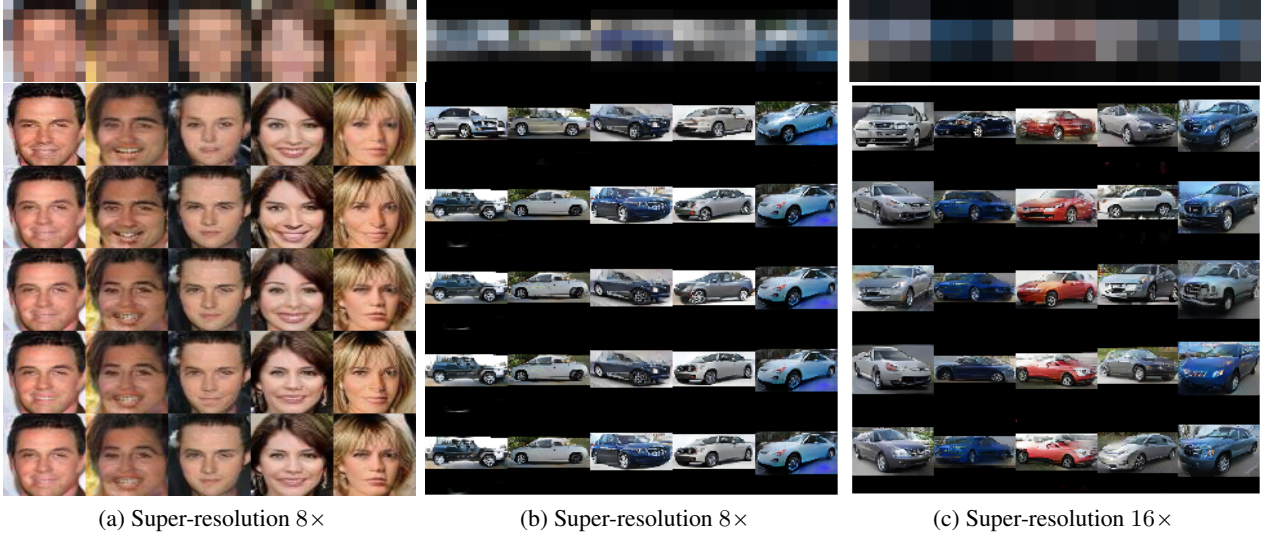 (a) Super-resolution 8×
(b) Super-resolution 8×
(c) Super-resolution 16×